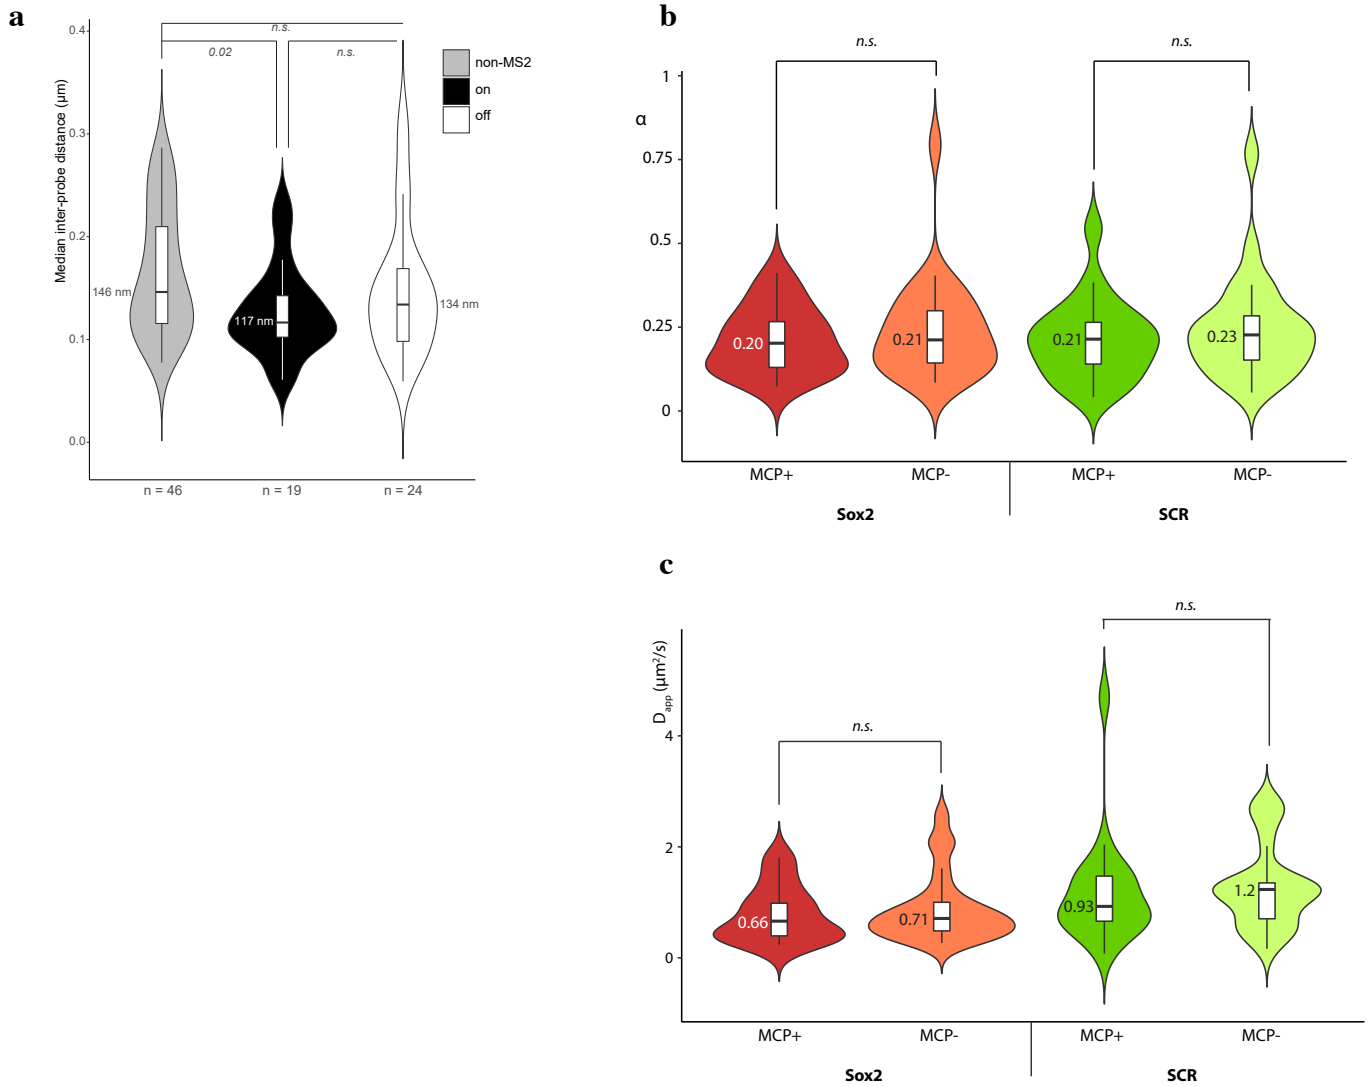 a
Median inter-probe distance (μm)
0.4
0.3
0.2
0.1
0.0
n.s.
0.02
n.s.
non-MS2
on
off
146 nm
117 nm
134 nm
n = 46
n = 19
n = 24
b
α
1
0.75
0.5
0.25
0
n.s.
n.s.
0.20
0.21
0.21
0.23
MCP+
MCP-
MCP+
MCP-
Sox2
SCR
c
Dapp (μm²/s)
4
2
0
n.s.
n.s.
0.66
0.71
0.93
1.2
MCP+
MCP-
MCP+
MCP-
Sox2
SCR